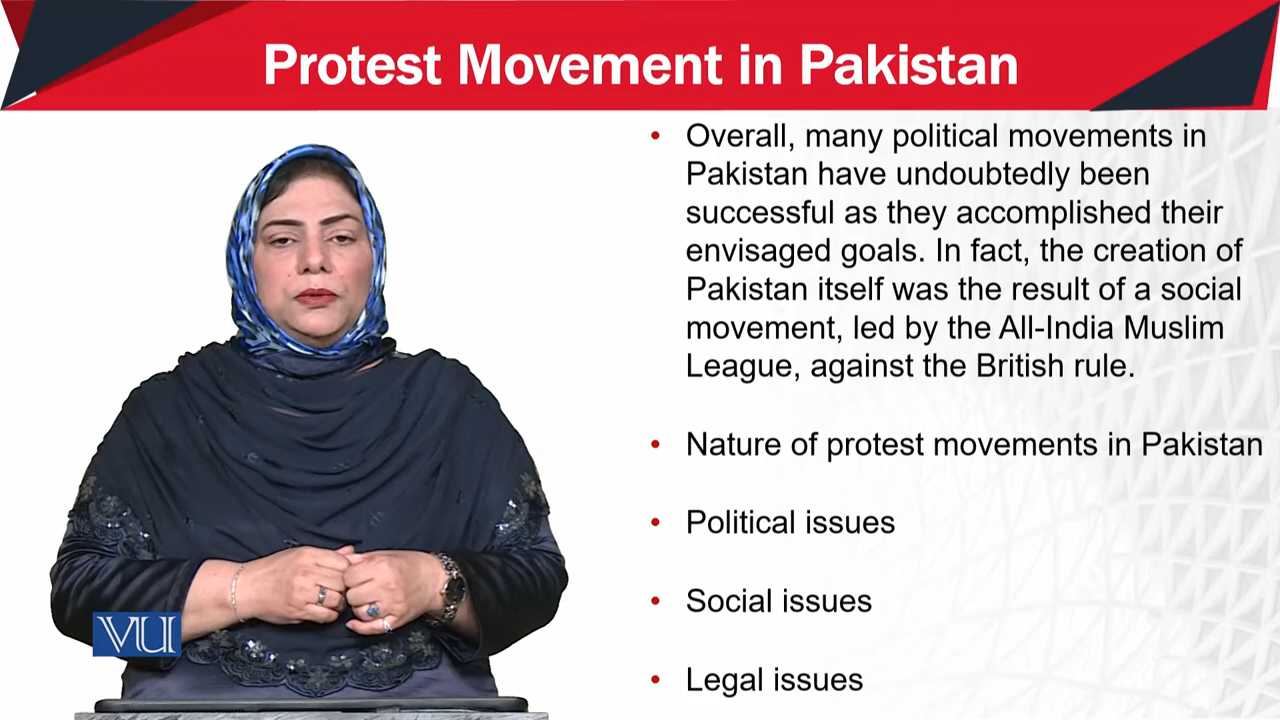 Protest Movement in Pakistan
• Overall, many political movements in
Pakistan have undoubtedly been
successful as they accomplished their
envisaged goals. In fact, the creation of
Pakistan itself was the result of a social
movement, led by the All-India Muslim
League, against the British rule.
• Nature of protest movements in Pakistan
• Political issues
• Social issues
• Legal issues
VU